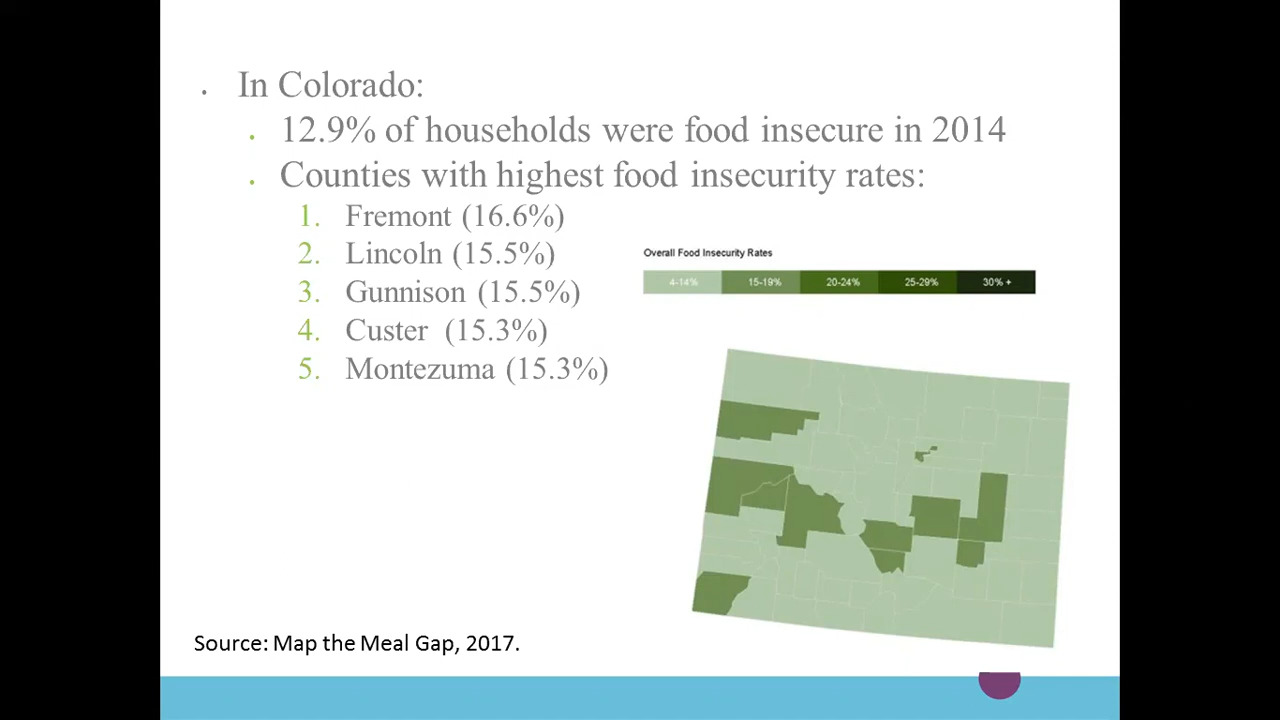 In Colorado:
12.9% of households were food insecure in 2014
Counties with highest food insecurity rates:
1. Fremont (16.6%)
2. Lincoln (15.5%)
3. Gunnison (15.5%)
4. Custer (15.3%)
5. Montezuma (15.3%)
Overall Food Insecurity Rates
4-14% 15-19% 20-24% 25-29% 30% +
Source: Map the Meal Gap, 2017.